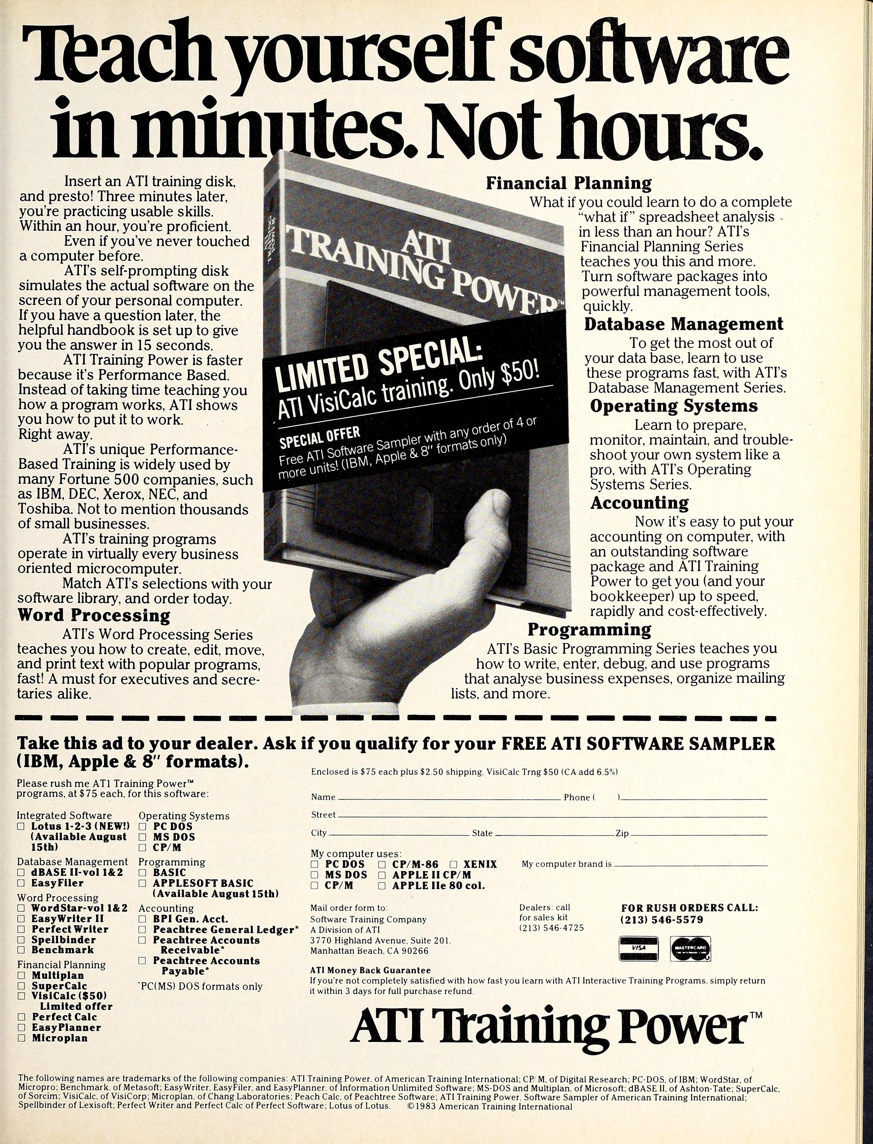 Teach yourself software
in minutes. Not hours.
Insert an ATI training disk,
and presto! Three minutes later,
you're practicing usable skills.
Within an hour, you're proficient.
Even if you've never touched
a computer before.
ATI's self-prompting disk
simulates the actual software on the
screen of your personal computer.
If you have a question later, the
helpful handbook is set up to give
you the answer in 15 seconds.
ATI Training Power is faster
because it's Performance Based.
Instead of taking time teaching you
how a program works, ATI shows
you how to put it to work.
Right away.
ATI's unique Performance-
Based Training is widely used by
many Fortune 500 companies, such
as IBM, DEC, Xerox, NEC, and
Toshiba. Not to mention thousands
of small businesses.
ATI's training programs
operate in virtually every business
oriented microcomputer.
Match ATI's selections with your
software library, and order today.
Word Processing
ATI's Word Processing Series
teaches you how to create, edit, move,
and print text with popular programs,
fast! A must for executives and secre-
taries alike.
ATI
TRAINING POWER™
LIMITED SPECIAL:
ATI VisiCalc training. Only $50!
SPECIAL OFFER
Free ATI Software Sampler with any order of 4 or
more units! (IBM, Apple & 8" formats only)
Financial Planning
What if you could learn to do a complete
"what if" spreadsheet analysis
in less than an hour? ATI's
Financial Planning Series
teaches you this and more.
Turn software packages into
powerful management tools,
quickly.
Database Management
To get the most out of
your data base, learn to use
these programs fast, with ATI's
Database Management Series.
Operating Systems
Learn to prepare,
monitor, maintain, and trouble-
shoot your own system like a
pro, with ATI's Operating
Systems Series.
Accounting
Now it's easy to put your
accounting on computer, with
an outstanding software
package and ATI Training
Power to get you (and your
bookkeeper) up to speed,
rapidly and cost-effectively.
Programming
ATI's Basic Programming Series teaches you
how to write, enter, debug, and use programs
that analyse business expenses, organize mailing
lists, and more.
Take this ad to your dealer. Ask if you qualify for your FREE ATI SOFTWARE SAMPLER
(IBM, Apple & 8" formats).
Please rush me AT1 Training Power™
programs, at $75 each, for this software:
Integrated Software
☐ Lotus 1-2-3 (NEW!)
(Available August
15th)
Database Management
☐ dBASE II-vol 1&2
☐ EasyFiler
Word Processing
☐ WordStar-vol 1&2
☐ EasyWriter II
☐ Perfect Writer
☐ Spellbinder
☐ Benchmark
Financial Planning
☐ Multiplan
☐ SuperCalc
☐ VisiCalc ($50)
Limited offer
☐ Perfect Calc
☐ EasyPlanner
☐ Microplan
Operating Systems
☐ PC DOS
☐ MS DOS
☐ CP/M
Programming
☐ BASIC
☐ APPLESOFT BASIC
(Available August 15th)
Accounting
☐ BPI Gen. Acct.
☐ Peachtree General Ledger*
☐ Peachtree Accounts
Receivable*
☐ Peachtree Accounts
Payable*
*PC(MS) DOS formats only
Enclosed is $75 each plus $2.50 shipping. VisiCalc Trng $50 (CA add 6.5%)
Name Phone ( )
Street
City State Zip
My computer uses:
☐ PC DOS ☐ CP/M-86 ☐ XENIX
☐ MS DOS ☐ APPLE II CP/M
☐ CP/M ☐ APPLE IIe 80 col.
My computer brand is
Mail order form to:
Software Training Company
A Division of ATI
3770 Highland Avenue, Suite 201,
Manhattan Beach, CA 90266
Dealers: call
for sales kit
(213) 546-4725
FOR RUSH ORDERS CALL:
(213) 546-5579
VISA
MASTERCARD
ATI Money Back Guarantee
If you're not completely satisfied with how fast you learn with ATI Interactive Training Programs, simply return
it within 3 days for full purchase refund.
ATI Training Power™
The following names are trademarks of the following companies: ATI Training Power, of American Training International; CP/M, of Digital Research; PC-DOS, of IBM; WordStar, of
Micropro; Benchmark, of Metasoft; EasyWriter, EasyFiler, and EasyPlanner, of Information Unlimited Software; MS-DOS and Multiplan, of Microsoft; dBASE II, of Ashton-Tate; SuperCalc,
of Sorcim; VisiCalc, of VisiCorp; Microplan, of Chang Laboratories; Peach Calc, of Peachtree Software; ATI Training Power, Software Sampler of American Training International;
Spellbinder of Lexisoft; Perfect Writer and Perfect Calc of Perfect Software; Lotus of Lotus. ©1983 American Training International